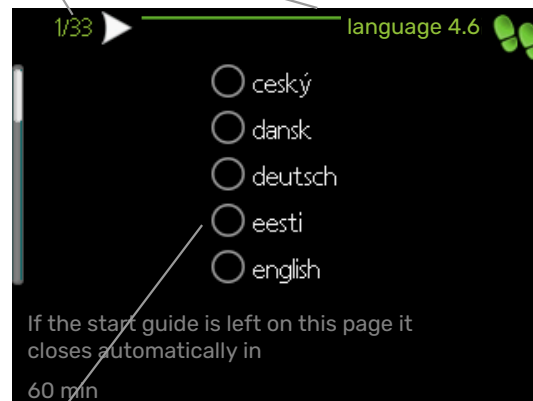 1/33
language 4.6
ceský
dansk
deutsch
eesti
english
If the start guide is left on this page it
closes automatically in
60 min